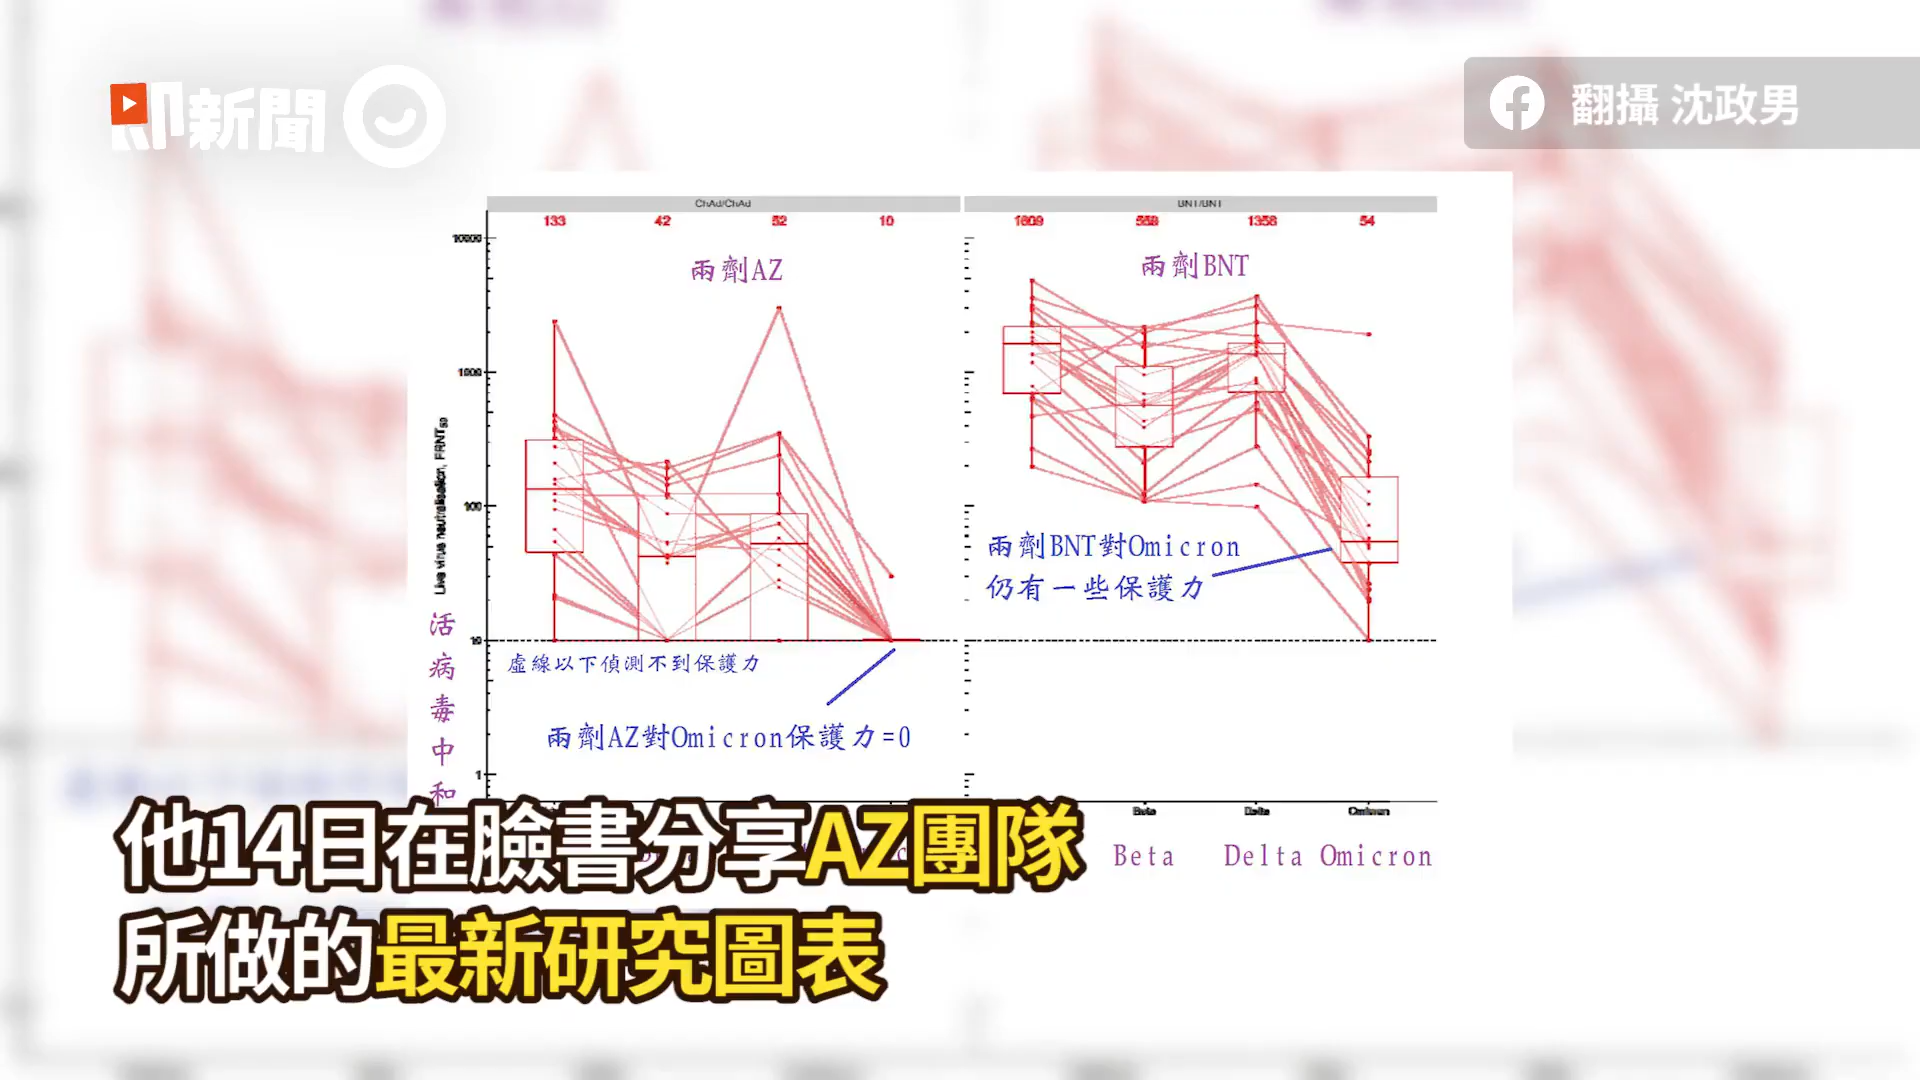 即新聞
翻攝 沈政男
ChAd/ChAd
BNT/BNT
133 42 52 10
1609 558 1358 54
兩劑AZ
兩劑BNT
10000
1000
100
10
1
Live virus neutralisation, FRNT50
活病毒中和
兩劑BNT對Omicron
仍有一些保護力
虛線以下偵測不到保護力
兩劑AZ對Omicron保護力=0
Beta Delta Omicron
Beta Delta Omicron
他14日在臉書分享AZ團隊
所做的最新研究圖表